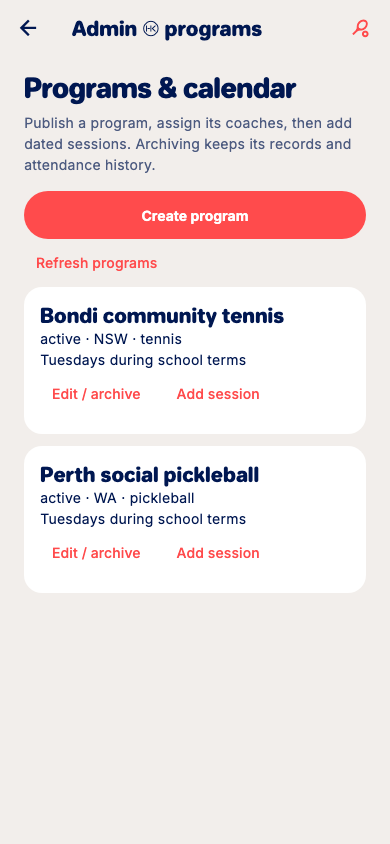 Admin HK programs
Programs & calendar
Publish a program, assign its coaches, then add
dated sessions. Archiving keeps its records and
attendance history.
Create program
Refresh programs
Bondi community tennis
active · NSW · tennis
Tuesdays during school terms
Edit / archive Add session
Perth social pickleball
active · WA · pickleball
Tuesdays during school terms
Edit / archive Add session